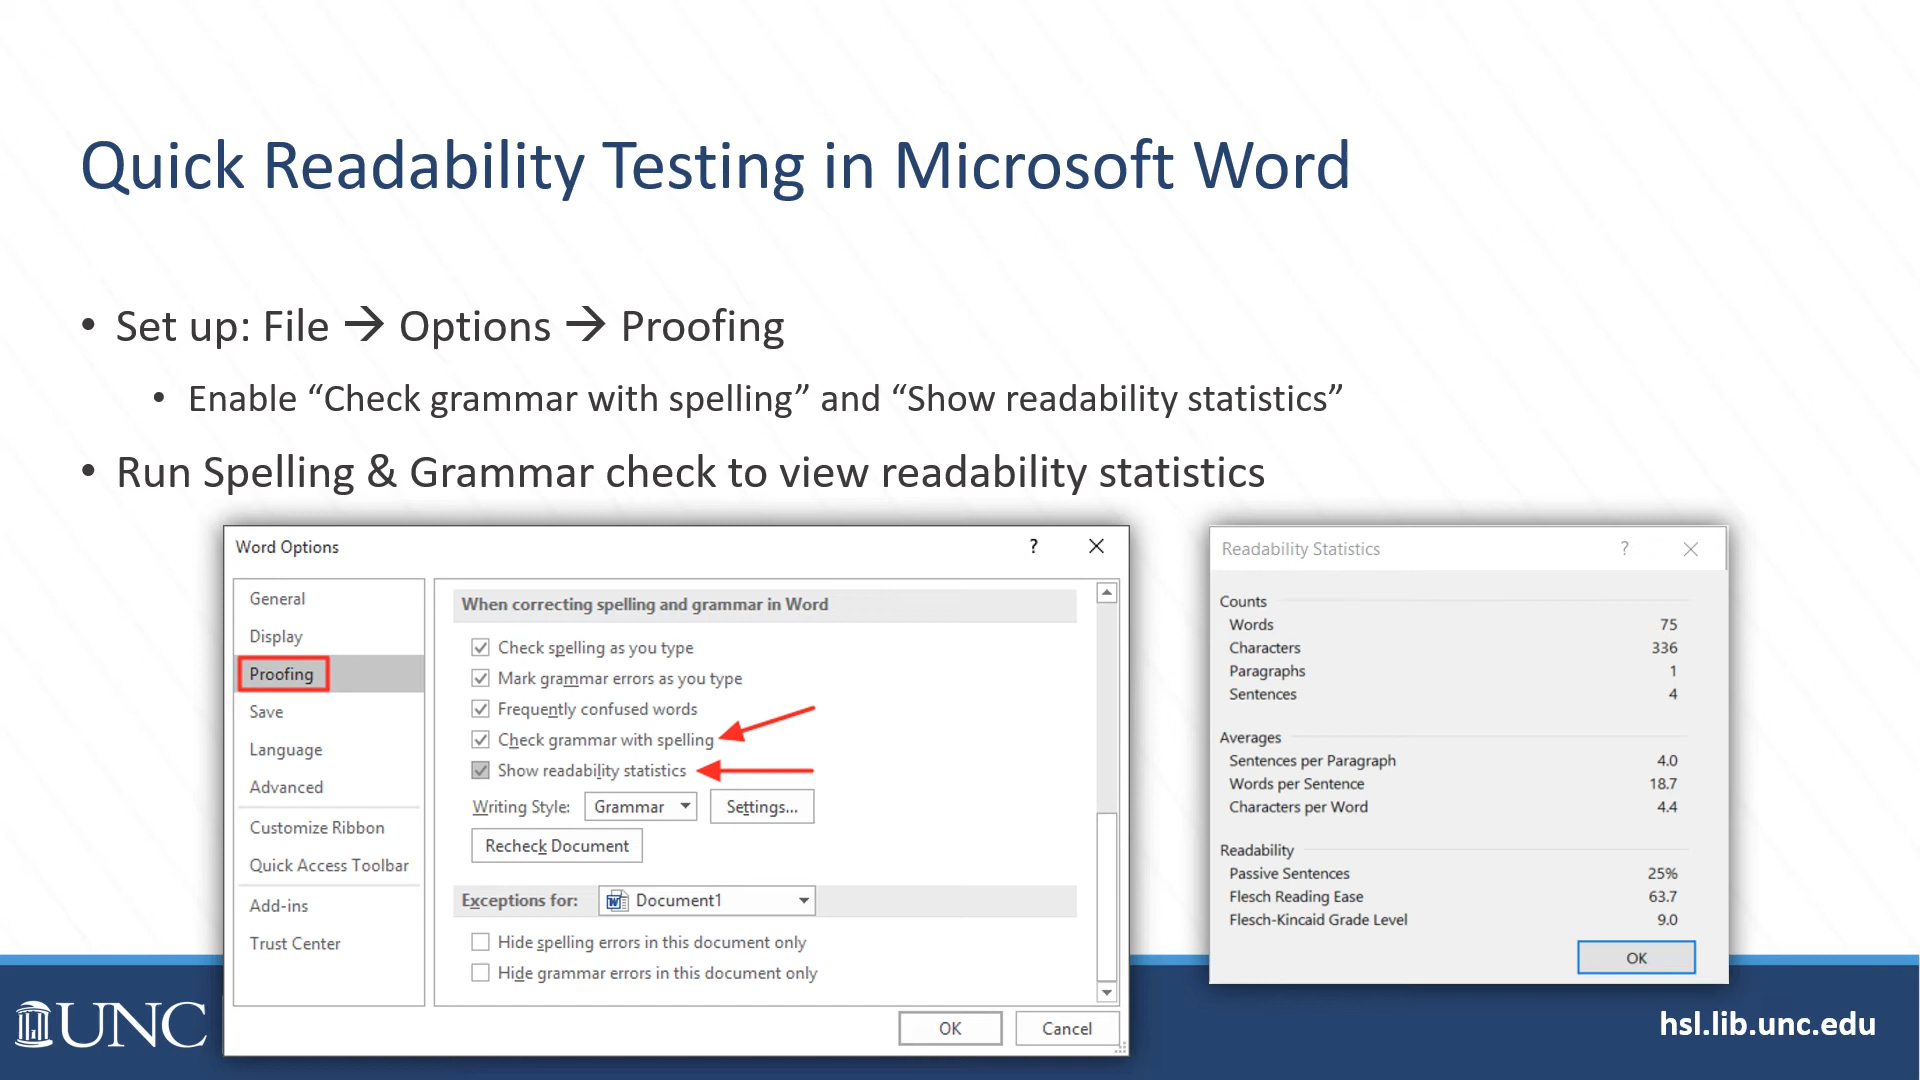 Quick Readability Testing in Microsoft Word
• Set up: File → Options → Proofing
• Enable “Check grammar with spelling” and “Show readability statistics”
• Run Spelling & Grammar check to view readability statistics
Word Options
?
General
Display
Proofing
Save
Language
Advanced
Customize Ribbon
Quick Access Toolbar
Add-ins
Trust Center
When correcting spelling and grammar in Word
Check spelling as you type
Mark grammar errors as you type
Frequently confused words
Check grammar with spelling
Show readability statistics
Writing Style: Grammar Settings...
Recheck Document
Exceptions for: Document1
Hide spelling errors in this document only
Hide grammar errors in this document only
OK Cancel
Readability Statistics ?
Counts
Words 75
Characters 336
Paragraphs 1
Sentences 4
Averages
Sentences per Paragraph 4.0
Words per Sentence 18.7
Characters per Word 4.4
Readability
Passive Sentences 25%
Flesch Reading Ease 63.7
Flesch-Kincaid Grade Level 9.0
OK
UNC
hsl.lib.unc.edu